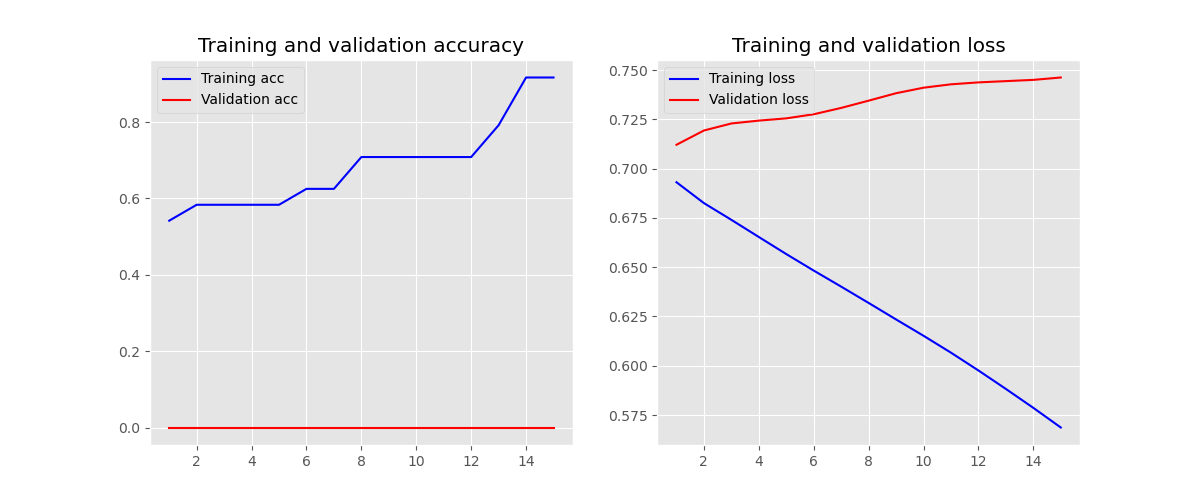 Training and validation accuracy
Training acc
Validation acc
0.8
0.6
0.4
0.2
0.0
2 4 6 8 10 12 14
Training and validation loss
Training loss
Validation loss
0.750
0.725
0.700
0.675
0.650
0.625
0.600
0.575
2 4 6 8 10 12 14